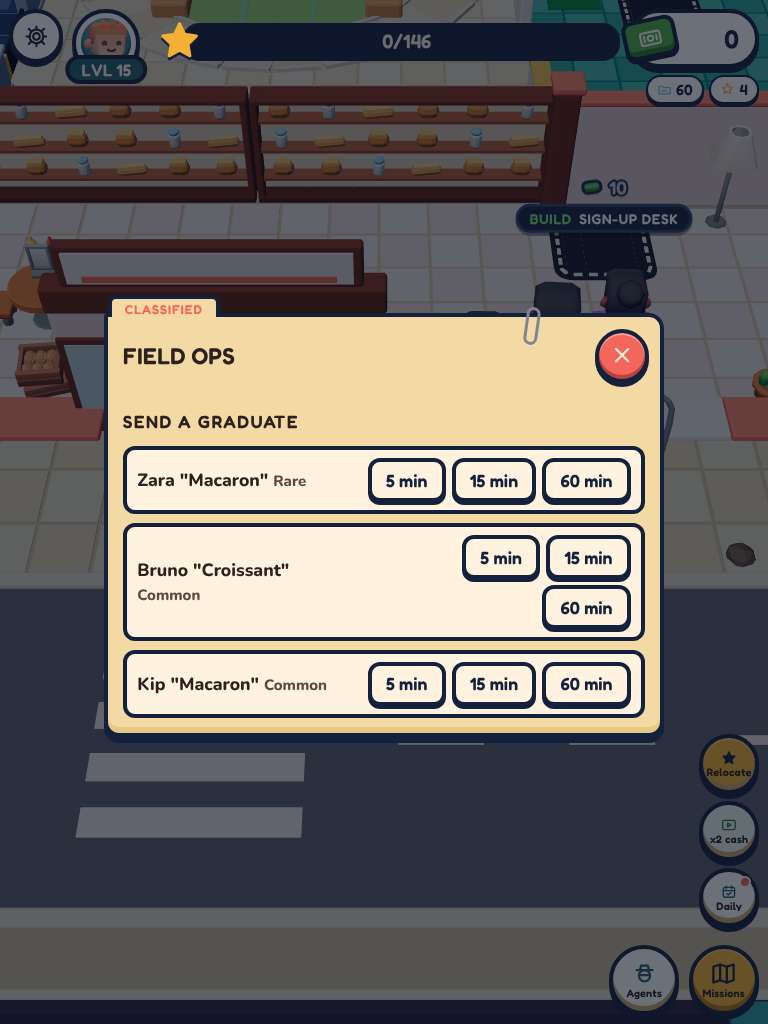 0/146
0
LVL 15
60
4
10
BUILD SIGN-UP DESK
CLASSIFIED
FIELD OPS
SEND A GRADUATE
Zara "Macaron" Rare
5 min
15 min
60 min
Bruno "Croissant"
Common
5 min
15 min
60 min
Kip "Macaron" Common
5 min
15 min
60 min
Relocate
x2 cash
Daily
Agents
Missions